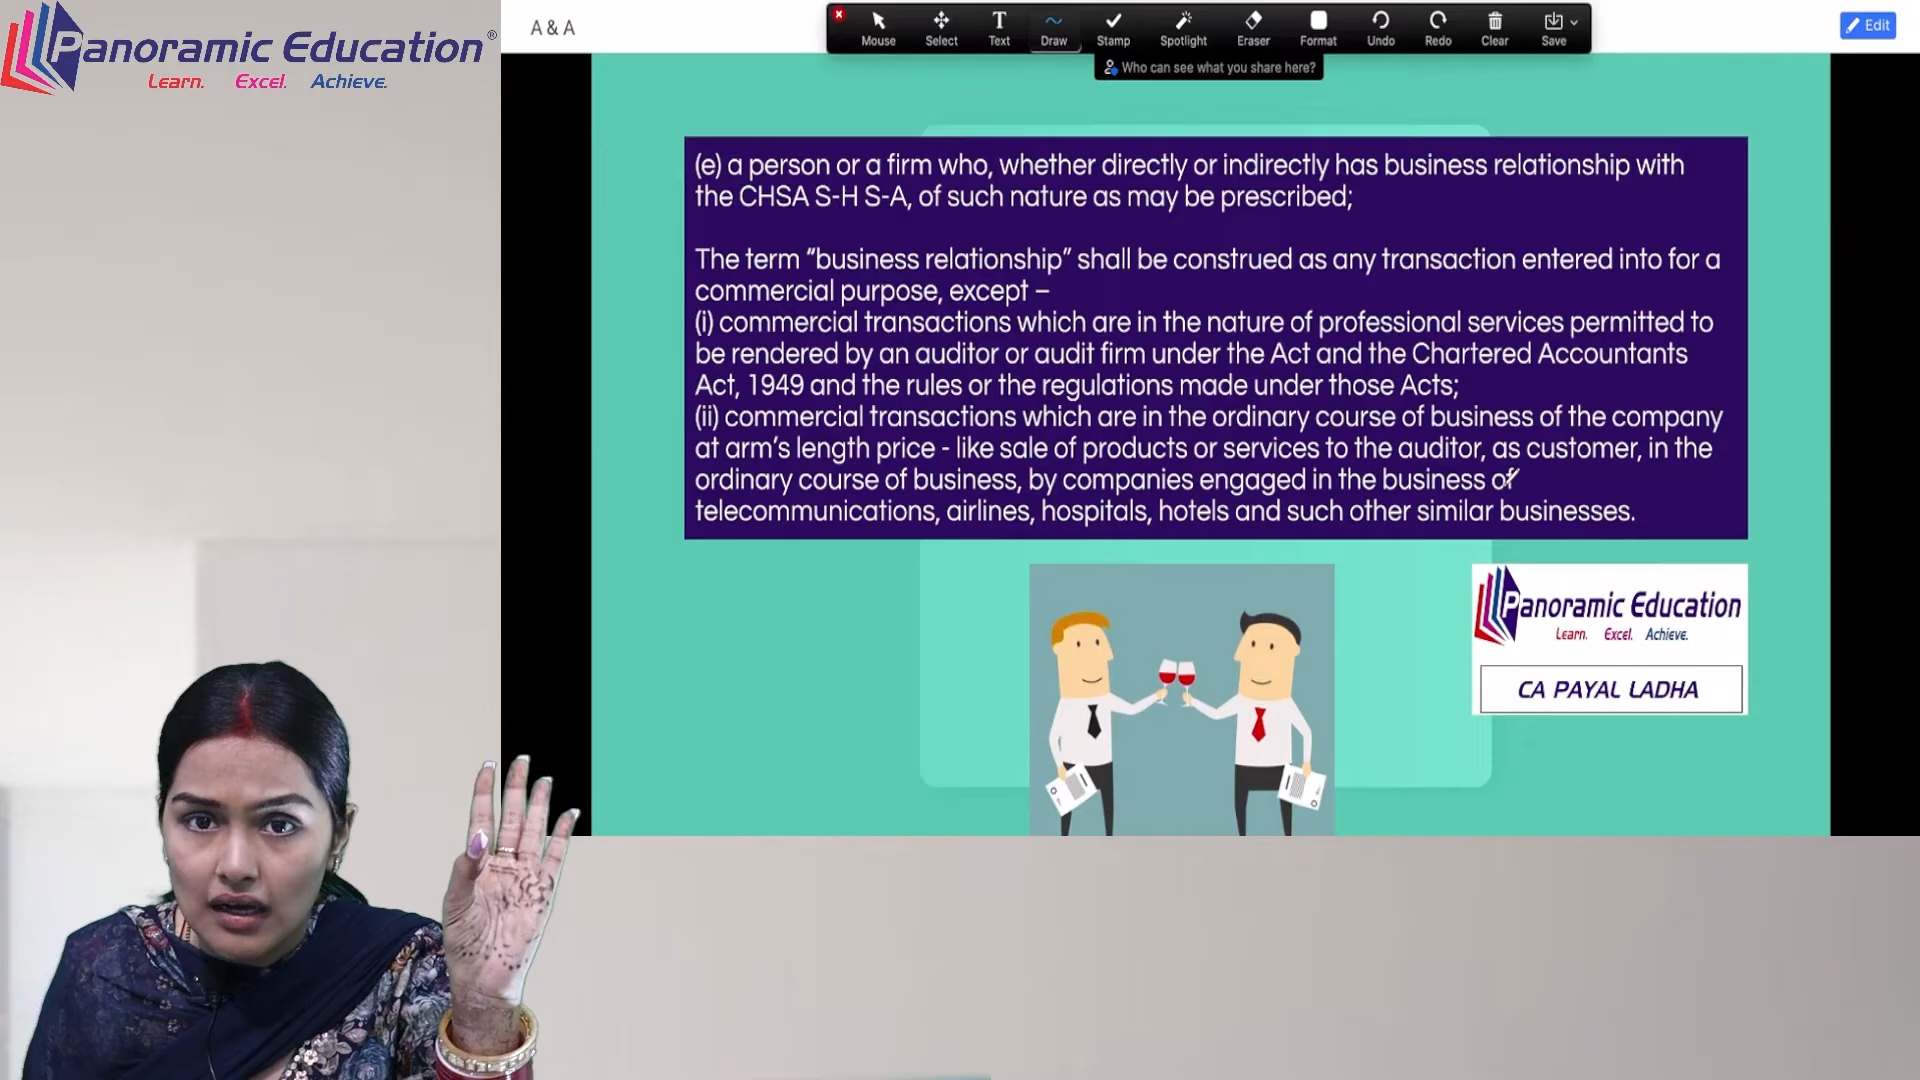 Panoramic Education®
Learn. Excel. Achieve.
A & A
Mouse Select Text Draw Stamp Spotlight Eraser Format Undo Redo Clear Save
Edit
Who can see what you share here?
(e) a person or a firm who, whether directly or indirectly has business relationship with
the CHSA S-H S-A, of such nature as may be prescribed;
The term “business relationship” shall be construed as any transaction entered into for a
commercial purpose, except –
(i) commercial transactions which are in the nature of professional services permitted to
be rendered by an auditor or audit firm under the Act and the Chartered Accountants
Act, 1949 and the rules or the regulations made under those Acts;
(ii) commercial transactions which are in the ordinary course of business of the company
at arm’s length price - like sale of products or services to the auditor, as customer, in the
ordinary course of business, by companies engaged in the business of
telecommunications, airlines, hospitals, hotels and such other similar businesses.
Panoramic Education
Learn. Excel. Achieve.
CA PAYAL LADHA